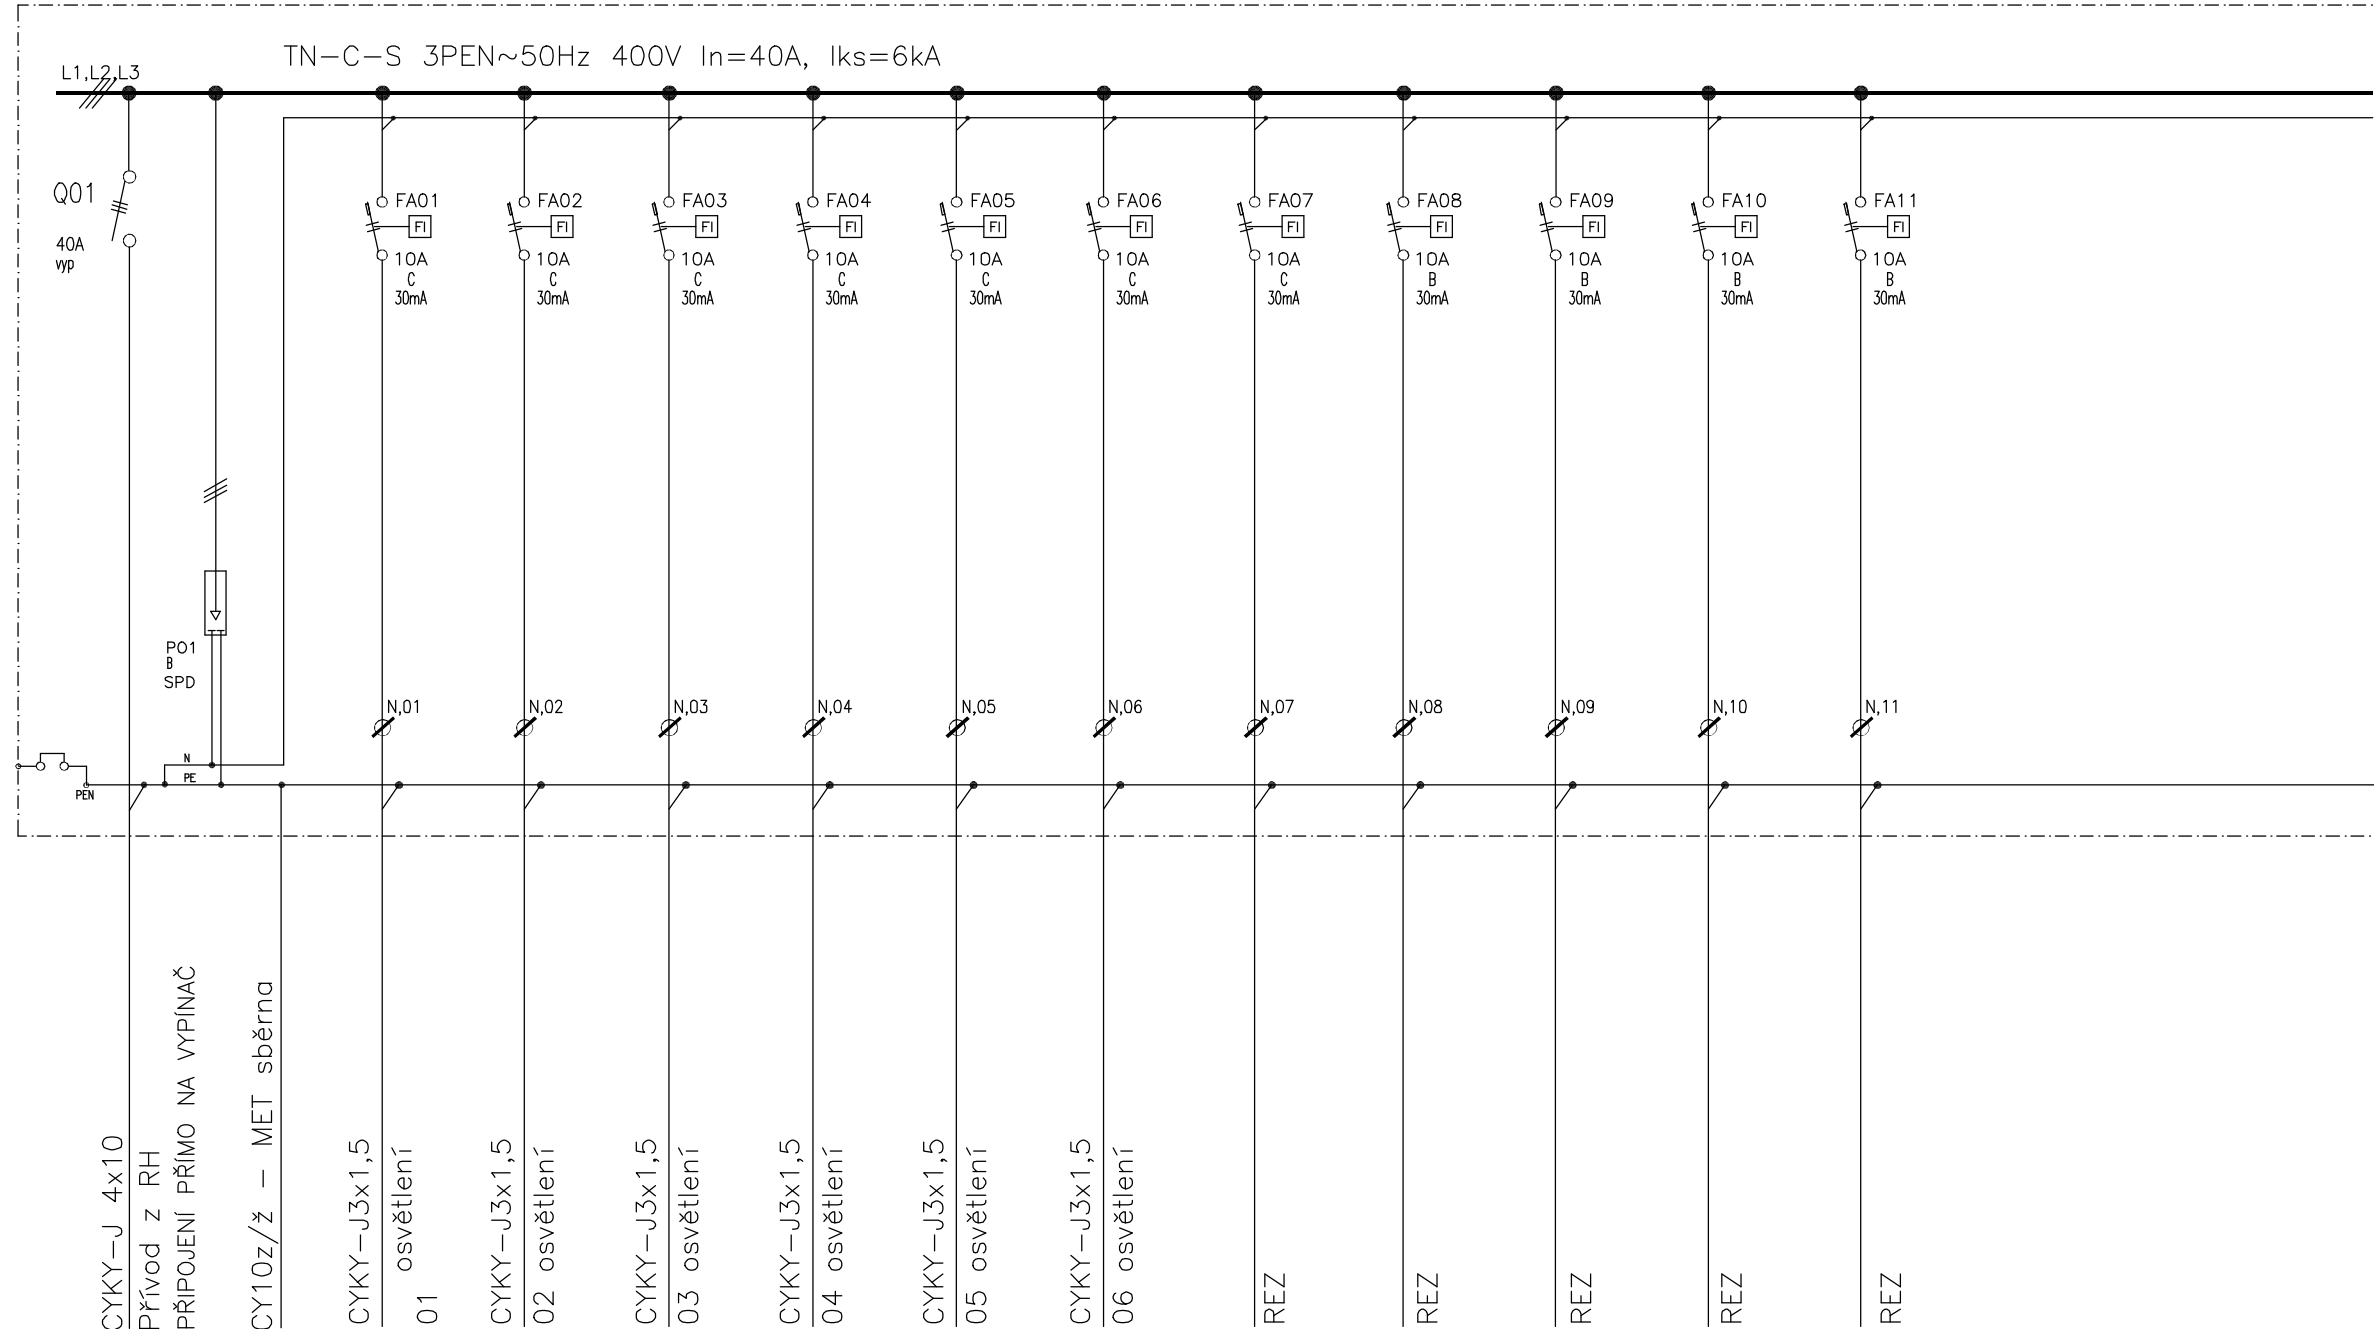 TN-C-S 3PEN~50Hz 400V In=40A, Iks=6kA
L1,L2,L3
Q01
40A
vyp
FA01
FI
10A
C
30mA
FA02
FI
10A
C
30mA
FA03
FI
10A
C
30mA
FA04
FI
10A
C
30mA
FA05
FI
10A
C
30mA
FA06
FI
10A
C
30mA
FA07
FI
10A
C
30mA
FA08
FI
10A
B
30mA
FA09
FI
10A
B
30mA
FA10
FI
10A
B
30mA
FA11
FI
10A
B
30mA
PO1
B
SPD
N,01
N,02
N,03
N,04
N,05
N,06
N,07
N,08
N,09
N,10
N,11
N
PE
PEN
CYKY-J 4x10
Přívod z RH
PŘIPOJENÍ PŘÍMO NA VYPÍNAČ
CY10z/ž - MET sběrna
CYKY-J3x1,5
osvětlení
01
CYKY-J3x1,5
02 osvětlení
CYKY-J3x1,5
03 osvětlení
CYKY-J3x1,5
04 osvětlení
CYKY-J3x1,5
05 osvětlení
CYKY-J3x1,5
06 osvětlení
REZ
REZ
REZ
REZ
REZ